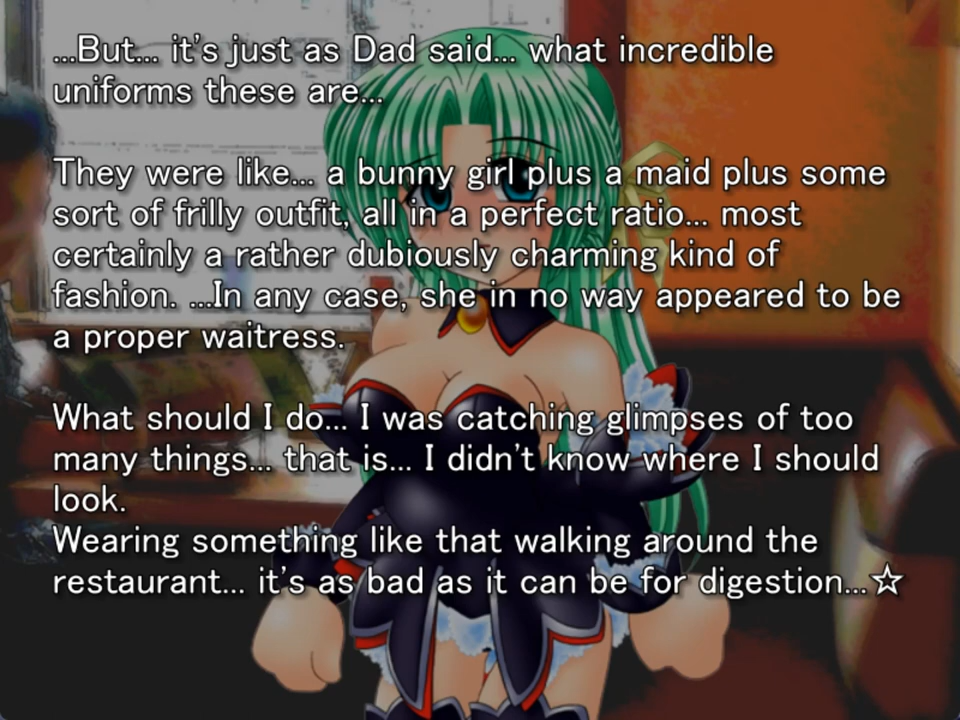 ...But... it's just as Dad said... what incredible
uniforms these are...
They were like... a bunny girl plus a maid plus some
sort of frilly outfit, all in a perfect ratio... most
certainly a rather dubiously charming kind of
fashion. ...In any case, she in no way appeared to be
a proper waitress.
What should I do... I was catching glimpses of too
many things... that is... I didn't know where I should
look.
Wearing something like that walking around the
restaurant... it's as bad as it can be for digestion...☆